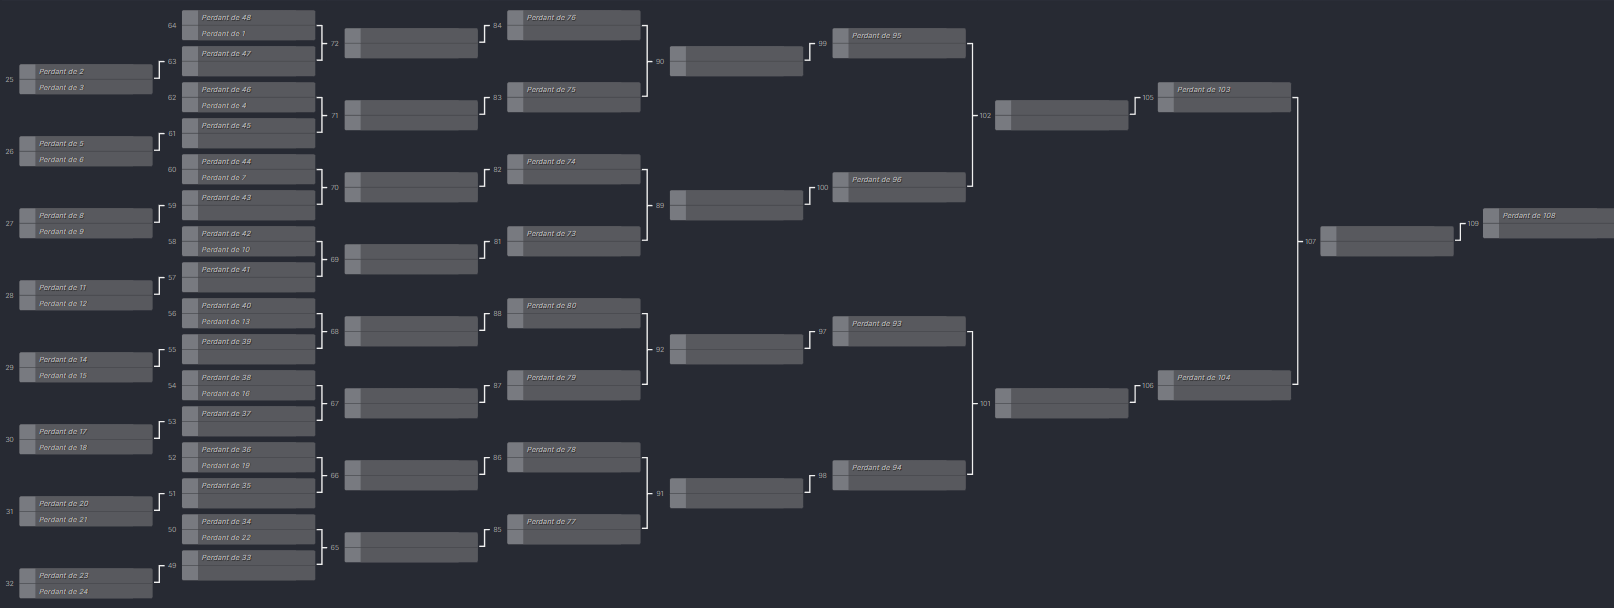 25
Perdant de 2
Perdant de 3
26
Perdant de 5
Perdant de 6
27
Perdant de 8
Perdant de 9
28
Perdant de 11
Perdant de 12
29
Perdant de 14
Perdant de 15
30
Perdant de 17
Perdant de 18
31
Perdant de 20
Perdant de 21
32
Perdant de 23
Perdant de 24
64
Perdant de 48
Perdant de 1
63
Perdant de 47
62
Perdant de 46
Perdant de 4
61
Perdant de 45
60
Perdant de 44
Perdant de 7
59
Perdant de 43
58
Perdant de 42
Perdant de 10
57
Perdant de 41
56
Perdant de 40
Perdant de 13
55
Perdant de 39
54
Perdant de 38
Perdant de 16
53
Perdant de 37
52
Perdant de 36
Perdant de 19
51
Perdant de 35
50
Perdant de 34
Perdant de 22
49
Perdant de 33
72
71
70
69
68
67
66
65
84
Perdant de 76
83
Perdant de 75
82
Perdant de 74
81
Perdant de 73
88
Perdant de 80
87
Perdant de 79
86
Perdant de 78
85
Perdant de 77
90
89
92
91
99
Perdant de 95
100
Perdant de 96
97
Perdant de 93
98
Perdant de 94
102
101
105
Perdant de 103
106
Perdant de 104
107
109
Perdant de 108